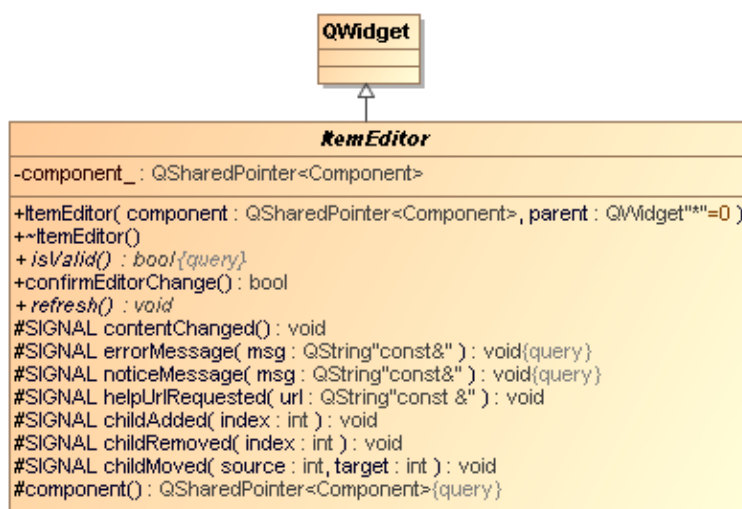 QWidget
ItemEditor
-component_ : QSharedPointer<Component>
+ItemEditor( component : QSharedPointer<Component>, parent : QWidget"*"=0 )
+~ItemEditor()
+isValid() : bool{query}
+confirmEditorChange() : bool
+refresh() : void
#SIGNAL contentChanged() : void
#SIGNAL errorMessage( msg : QString"const&" ) : void{query}
#SIGNAL noticeMessage( msg : QString"const&" ) : void{query}
#SIGNAL helpUrlRequested( url : QString"const &" ) : void
#SIGNAL childAdded( index : int ) : void
#SIGNAL childRemoved( index : int ) : void
#SIGNAL childMoved( source : int, target : int ) : void
#component() : QSharedPointer<Component>{query}